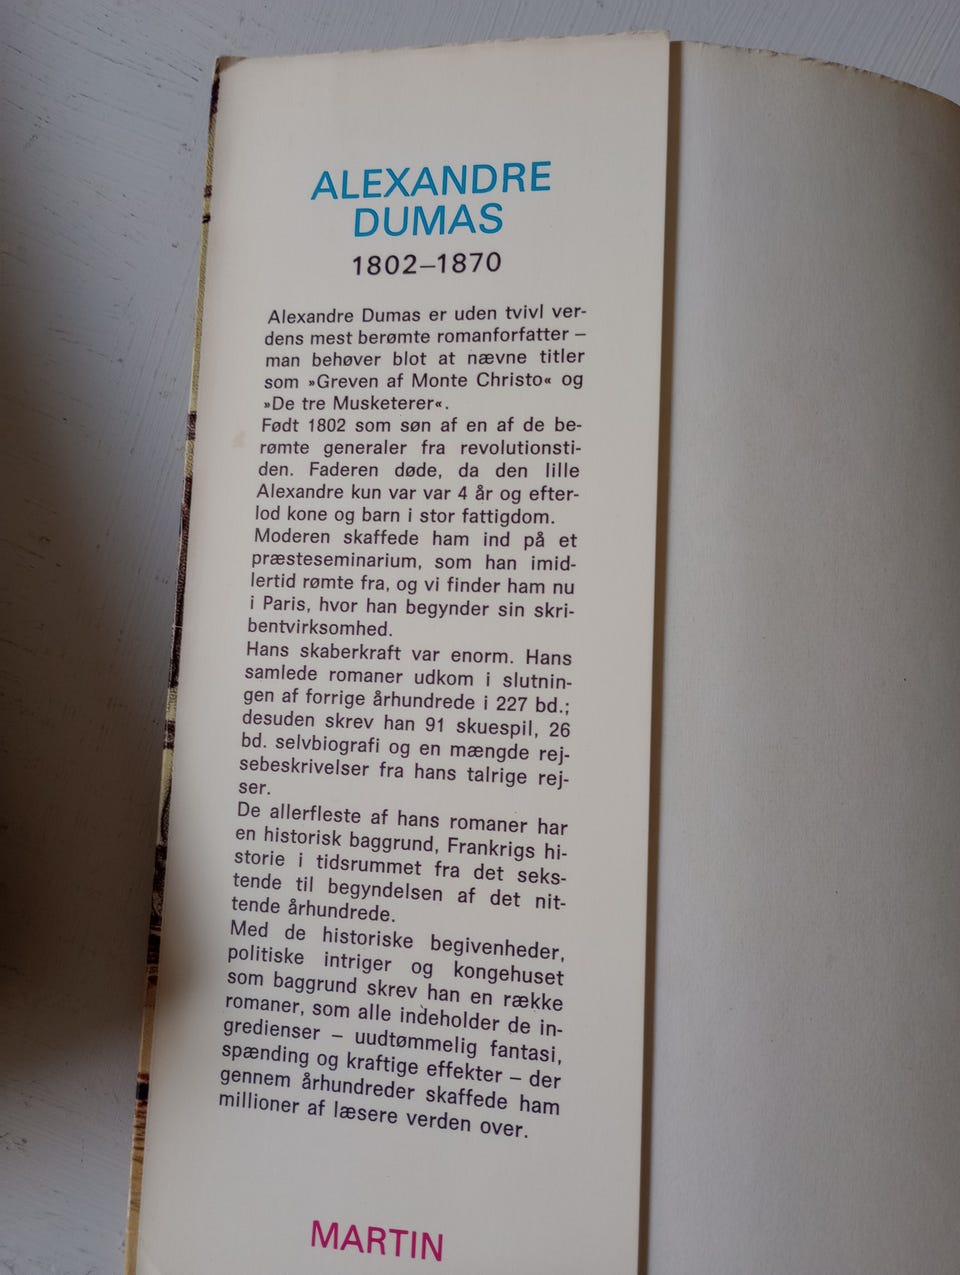 ALEXANDRE
DUMAS
1802–1870
Alexandre Dumas er uden tvivl ver-
dens mest berømte romanforfatter –
man behøver blot at nævne titler
som »Greven af Monte Christo« og
»De tre Musketerer«.
Født 1802 som søn af en af de be-
rømte generaler fra revolutionsti-
den. Faderen døde, da den lille
Alexandre kun var var 4 år og efter-
lod kone og barn i stor fattigdom.
Moderen skaffede ham ind på et
præsteseminarium, som han imid-
lertid rømte fra, og vi finder ham nu
i Paris, hvor han begynder sin skri-
bentvirksomhed.
Hans skaberkraft var enorm. Hans
samlede romaner udkom i slutnin-
gen af forrige århundrede i 227 bd.;
desuden skrev han 91 skuespil, 26
bd. selvbiografi og en mængde rej-
sebeskrivelser fra hans talrige rej-
ser.
De allerfleste af hans romaner har
en historisk baggrund, Frankrigs hi-
storie i tidsrummet fra det seks-
tende til begyndelsen af det nit-
tende århundrede.
Med de historiske begivenheder,
politiske intriger og kongehuset
som baggrund skrev han en række
romaner, som alle indeholder de in-
gredienser – uudtømmelig fantasi,
spænding og kraftige effekter – der
gennem århundreder skaffede ham
millioner af læsere verden over.
MARTIN